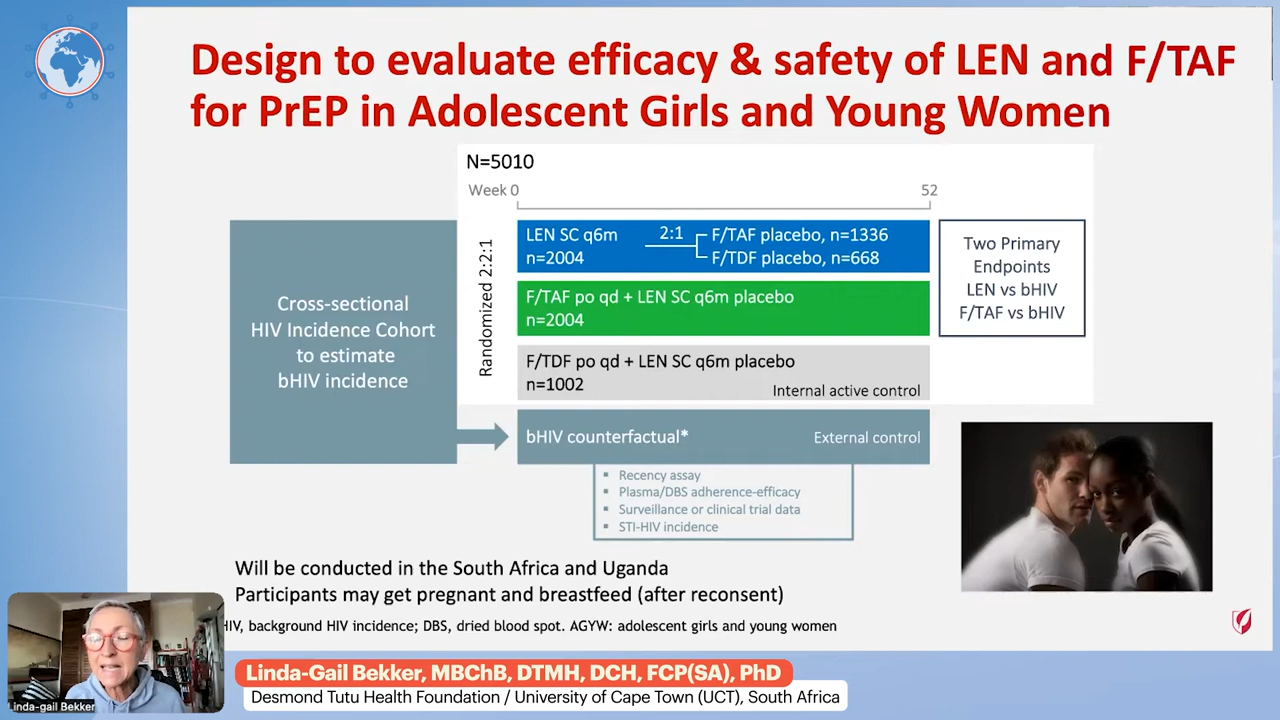 Design to evaluate efficacy & safety of LEN and F/TAF
for PrEP in Adolescent Girls and Young Women
N=5010
Week 0
52
Cross-sectional
HIV Incidence Cohort
to estimate
bHIV incidence
Randomized 2:2:1
LEN SC q6m
n=2004
2:1
F/TAF placebo, n=1336
F/TDF placebo, n=668
F/TAF po qd + LEN SC q6m placebo
n=2004
F/TDF po qd + LEN SC q6m placebo
n=1002
Internal active control
Two Primary
Endpoints
LEN vs bHIV
F/TAF vs bHIV
bHIV counterfactual*
External control
▪ Recency assay
▪ Plasma/DBS adherence-efficacy
▪ Surveillance or clinical trial data
▪ STI-HIV incidence
Will be conducted in the South Africa and Uganda
Participants may get pregnant and breastfeed (after reconsent)
HIV, background HIV incidence; DBS, dried blood spot. AGYW: adolescent girls and young women
Linda-Gail Bekker, MBChB, DTMH, DCH, FCP(SA), PhD
Desmond Tutu Health Foundation / University of Cape Town (UCT), South Africa
Linda-gail Bekker